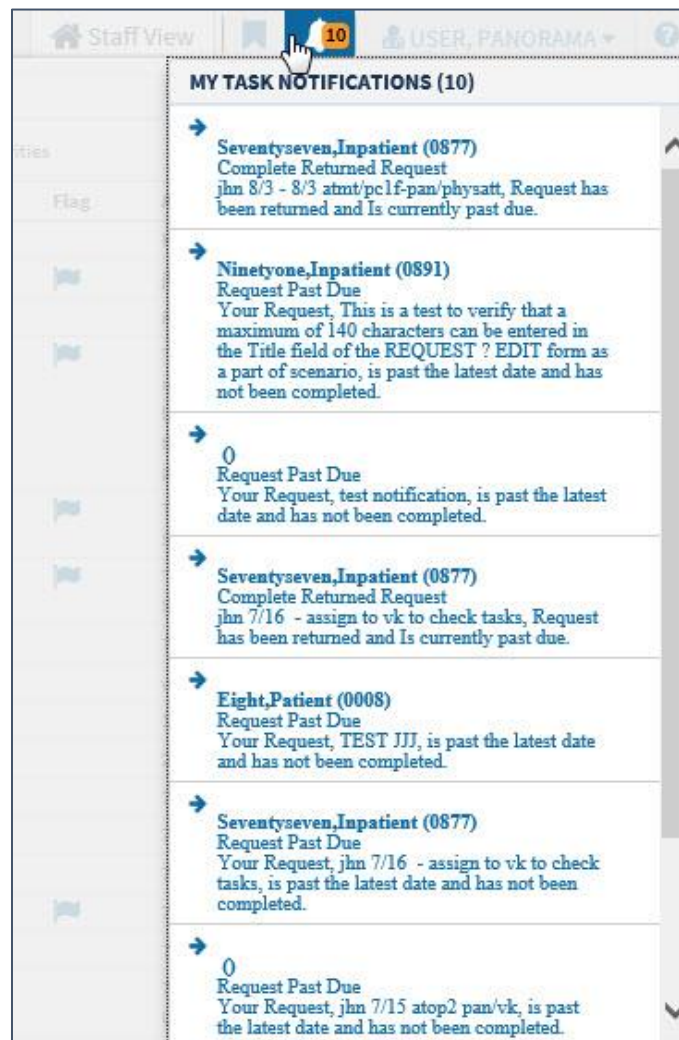 Staff View 10 USER, PANORAMA
MY TASK NOTIFICATIONS (10)
ities
Flag
Seventyseven,Inpatient (0877)
Complete Returned Request
jhn 8/3 - 8/3 atmt/pc1f-pan/physatt, Request has
been returned and Is currently past due.
Ninetyone,Inpatient (0891)
Request Past Due
Your Request, This is a test to verify that a
maximum of 140 characters can be entered in
the Title field of the REQUEST ? EDIT form as
a part of scenario, is past the latest date and has
not been completed.
()
Request Past Due
Your Request, test notification, is past the latest
date and has not been completed.
Seventyseven,Inpatient (0877)
Complete Returned Request
jhn 7/16  - assign to vk to check tasks, Request
has been returned and Is currently past due.
Eight,Patient (0008)
Request Past Due
Your Request, TEST JJJ, is past the latest date
and has not been completed.
Seventyseven,Inpatient (0877)
Request Past Due
Your Request, jhn 7/16  - assign to vk to check
tasks, is past the latest date and has not been
completed.
()
Request Past Due
Your Request, jhn 7/15 atop2 pan/vk, is past
the latest date and has not been completed.